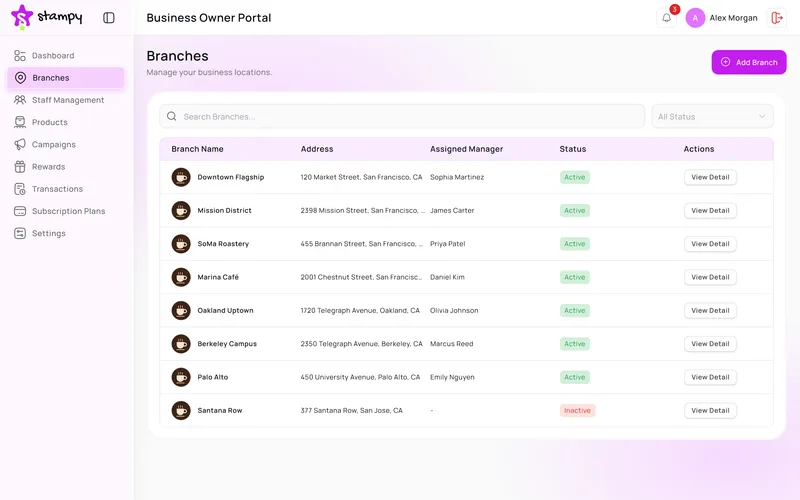 stampy
Business Owner Portal
3
A
Alex Morgan
Dashboard
Branches
Staff Management
Products
Campaigns
Rewards
Transactions
Subscription Plans
Settings
Branches
Manage your business locations.
Add Branch
Search Branches...
All Status
Branch Name Address Assigned Manager Status Actions
Downtown Flagship 120 Market Street, San Francisco, CA Sophia Martinez Active View Detail
Mission District 2398 Mission Street, San Francisco, ... James Carter Active View Detail
SoMa Roastery 455 Brannan Street, San Francisco, ... Priya Patel Active View Detail
Marina Café 2001 Chestnut Street, San Francisc... Daniel Kim Active View Detail
Oakland Uptown 1720 Telegraph Avenue, Oakland, CA Olivia Johnson Active View Detail
Berkeley Campus 2350 Telegraph Avenue, Berkeley, CA Marcus Reed Active View Detail
Palo Alto 450 University Avenue, Palo Alto, CA Emily Nguyen Active View Detail
Santana Row 377 Santana Row, San Jose, CA - Inactive View Detail